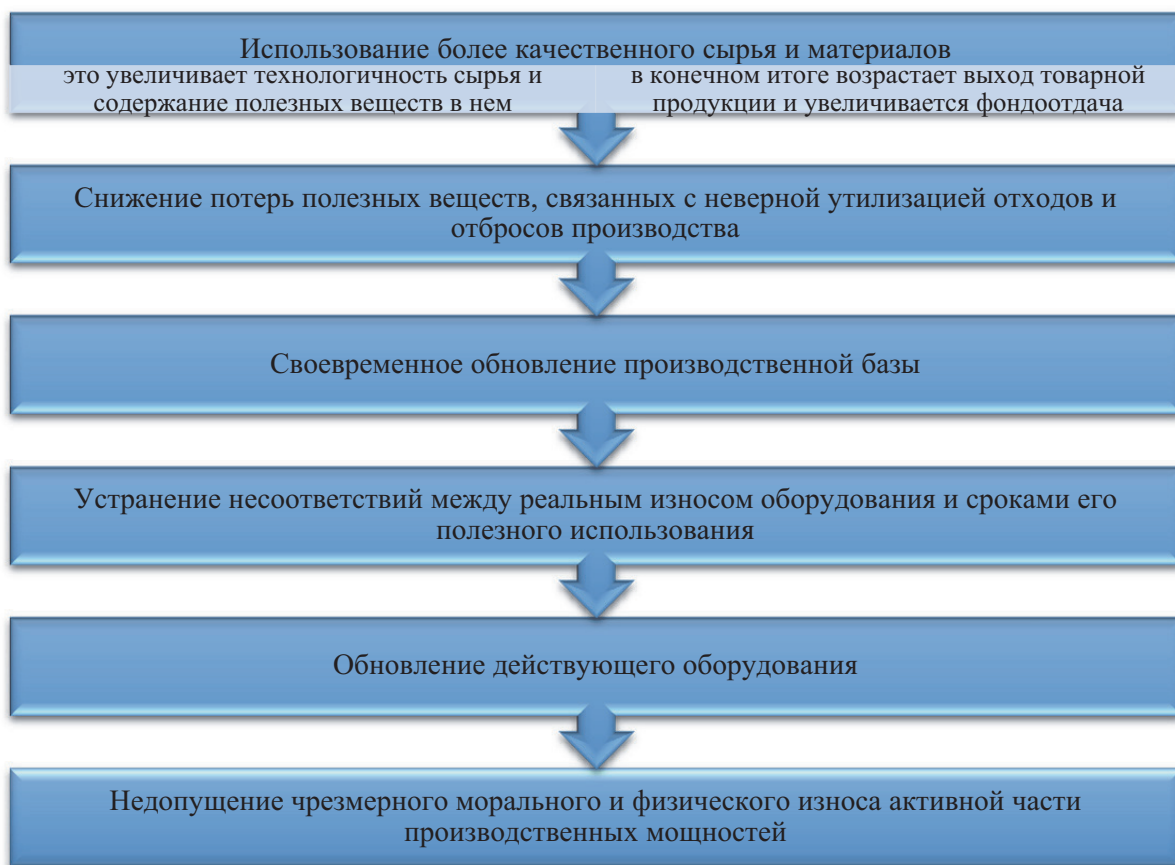 Использование более качественного сырья и материалов
это увеличивает технологичность сырья и
содержание полезных веществ в нем
в конечном итоге возрастает выход товарной
продукции и увеличивается фондоотдача
Снижение потерь полезных веществ, связанных с неверной утилизацией отходов и
отбросов производства
Своевременное обновление производственной базы
Устранение несоответствий между реальным износом оборудования и сроками его
полезного использования
Обновление действующего оборудования
Недопущение чрезмерного морального и физического износа активной части
производственных мощностей